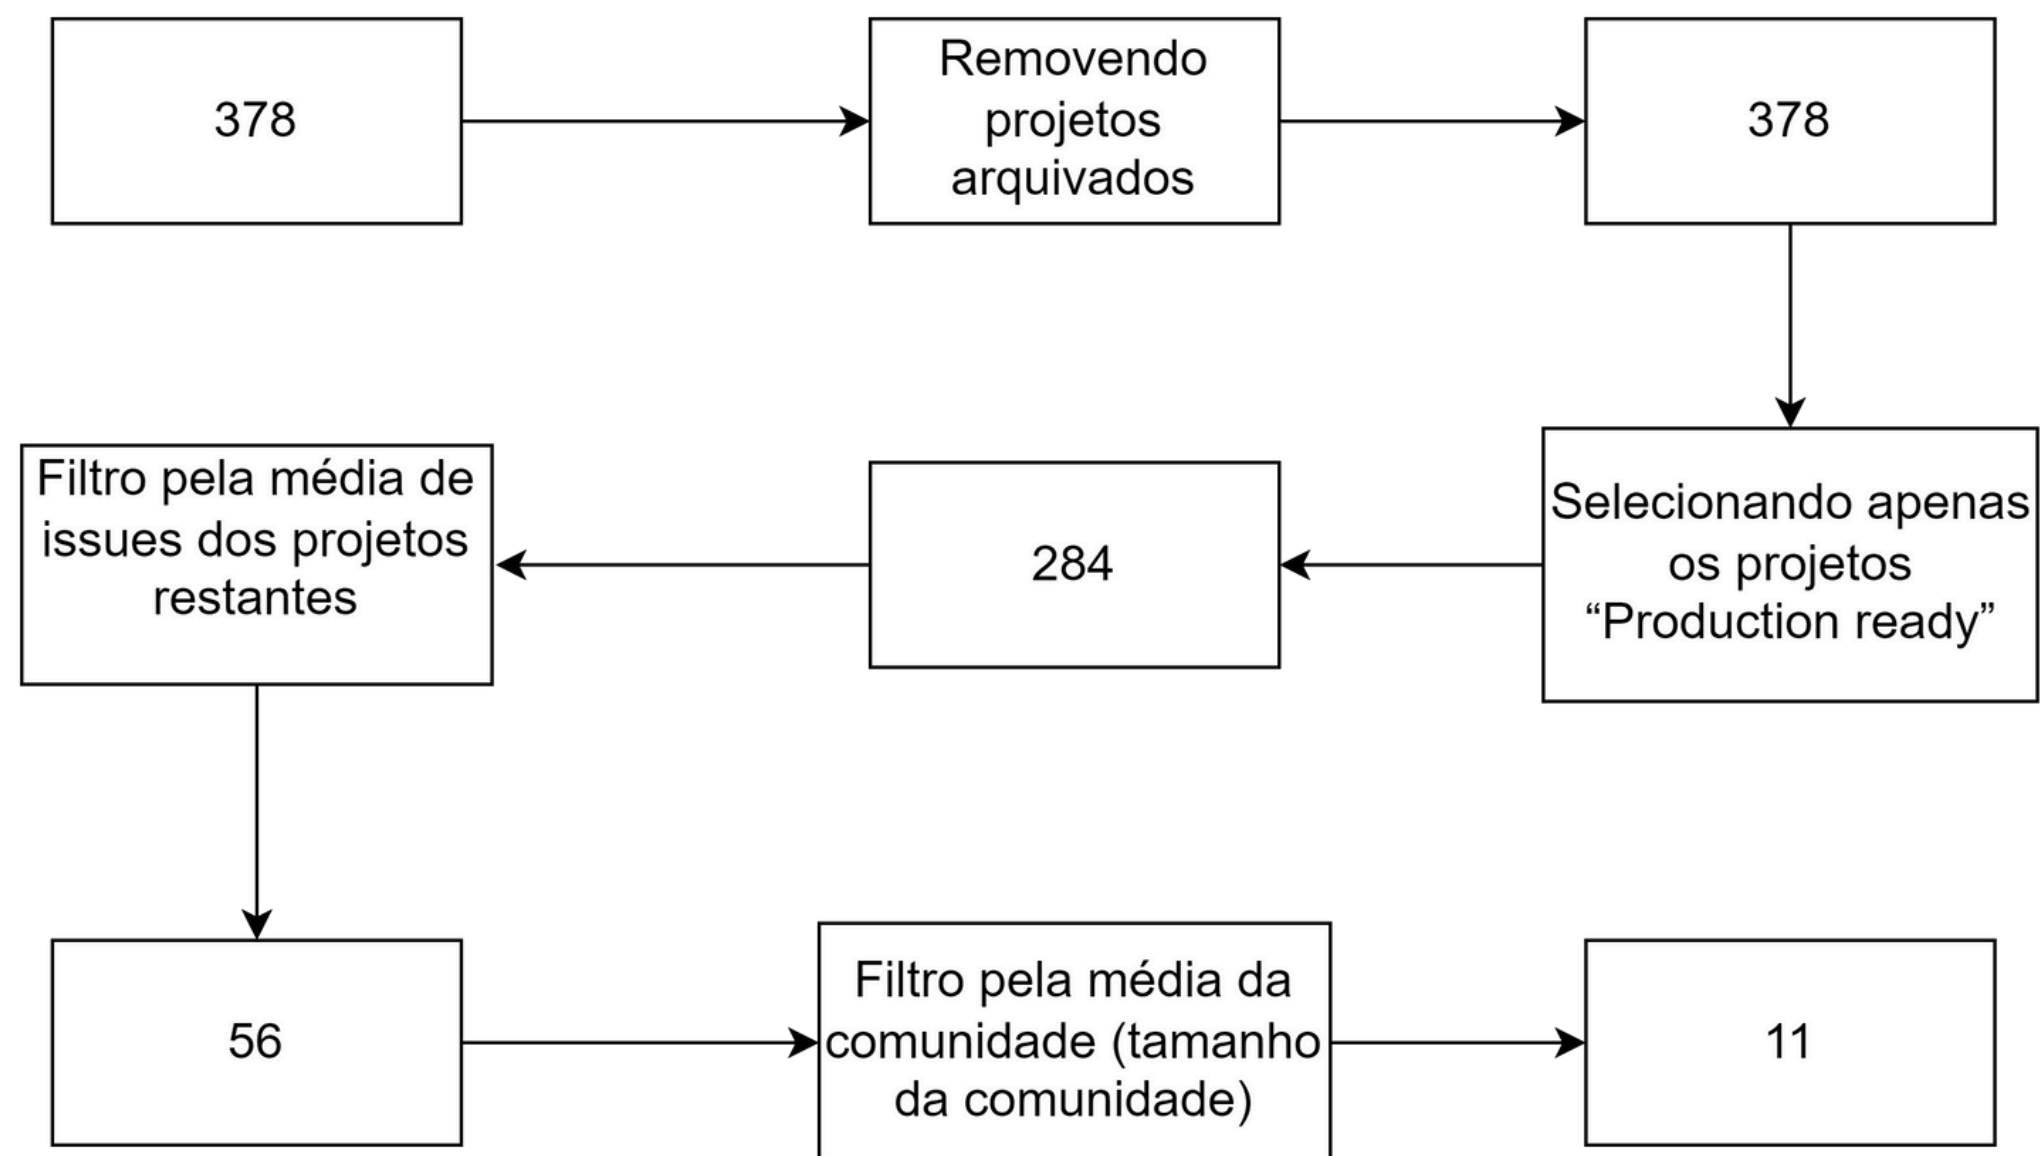 378
Removendo
projetos
arquivados
378
Selecionando apenas
os projetos
“Production ready”
284
Filtro pela média de
issues dos projetos
restantes
56
Filtro pela média da
comunidade (tamanho
da comunidade)
11